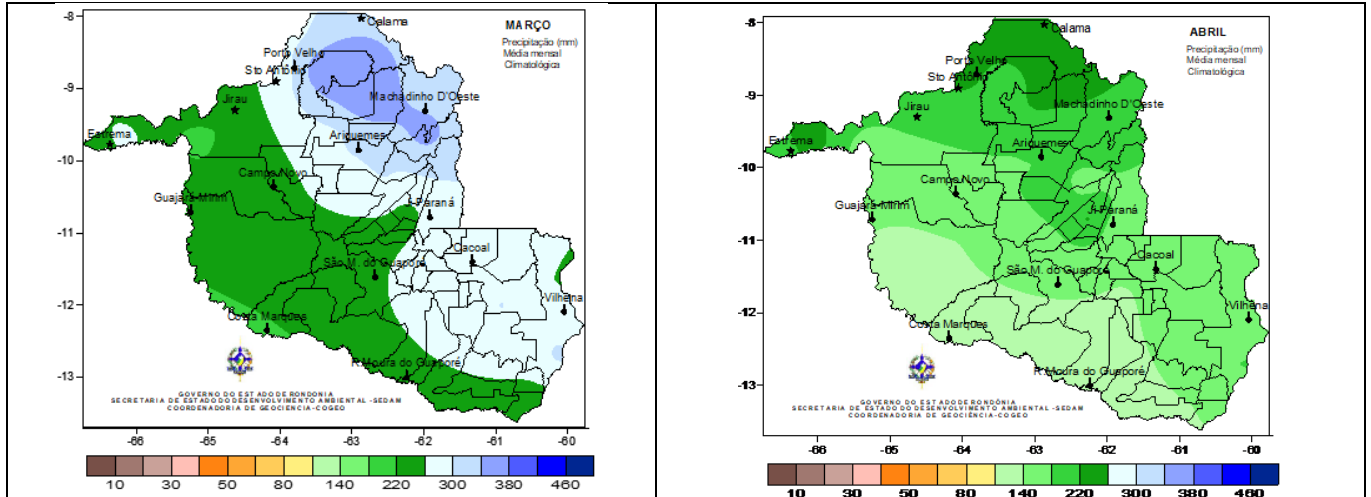 MARÇO
Precipitação (mm)
Média mensal
Climatológica
-8
-9
-10
-11
-12
-13
Calama
Porto Velho
Sto Antônio
Jirau
Machadinho D'Oeste
Estrema
Ariquemes
Campo Novo
Guajará-Mirim
Ji-Paraná
Cacoal
São M. do Guaporé
Vilhena
Costa Marques
R.Moura do Guaporé
GOVERNO DO ESTADO DE RONDÔNIA
SECRETARIA DE ESTADO DO DESENVOLVIMENTO AMBIENTAL -SEDAM
COORDENADORIA DE GEOCIÊNCIA-COGEO
-66 -65 -64 -63 -62 -61 -60
10 30 50 80 140 220 300 380 460
ABRIL
Precipitação (mm)
Média mensal
Climatológica
-8
-9
-10
-11
-12
-13
Calama
Porto Velho
Sto Antônio
Jirau
Machadinho D'Oeste
Estrema
Ariquemes
Campo Novo
Guajará-Mirim
Ji-Paraná
Cacoal
São M. do Guaporé
Vilhena
Costa Marques
R.Moura do Guaporé
GOVERNO DO ESTADO DE RONDÔNIA
SECRETARIA DE ESTADO DO DESENVOLVIMENTO AMBIENTAL -SEDAM
COORDENADORIA DE GEOCIÊNCIA-COGEO
-66 -65 -64 -63 -62 -61 -60
10 30 50 80 140 220 300 380 460